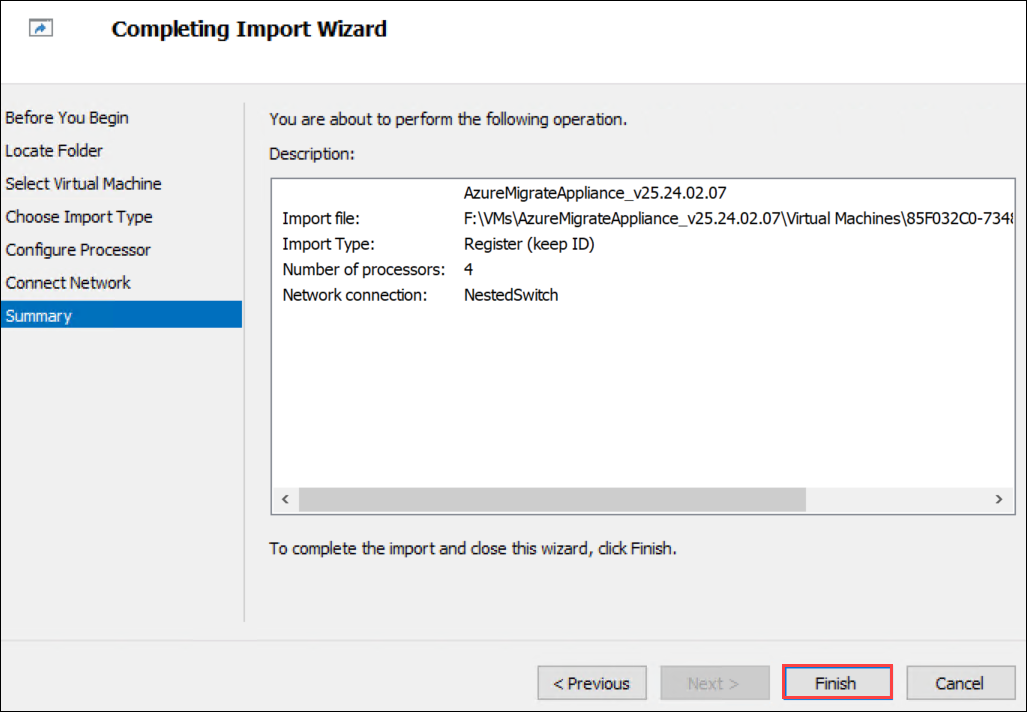 Completing Import Wizard
Before You Begin
Locate Folder
Select Virtual Machine
Choose Import Type
Configure Processor
Connect Network
Summary
You are about to perform the following operation.
Description:
AzureMigrateAppliance_v25.24.02.07
Import file: F:\VMs\AzureMigrateAppliance_v25.24.02.07\Virtual Machines\85F032C0-734
Import Type: Register (keep ID)
Number of processors: 4
Network connection: NestedSwitch
To complete the import and close this wizard, click Finish.
< Previous
Next >
Finish
Cancel